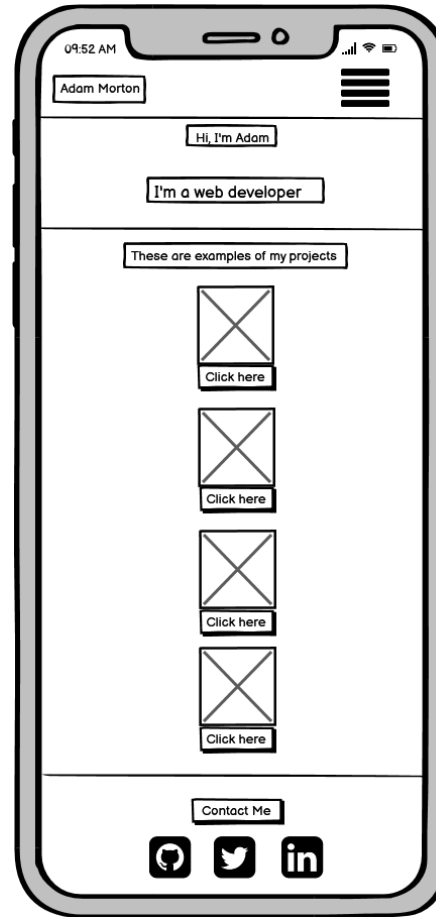 09:52 AM
Adam Morton
Hi, I'm Adam
I'm a web developer
These are examples of my projects
Click here
Click here
Click here
Click here
Contact Me
in